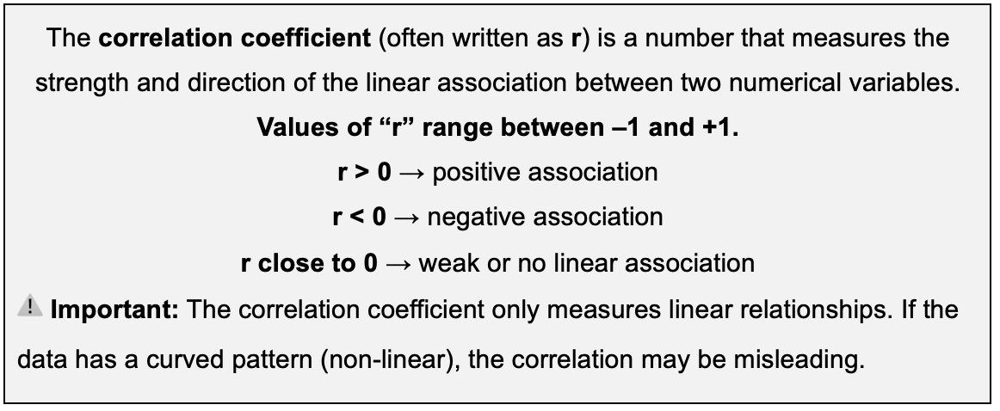 The correlation coefficient (often written as r) is a number that measures the
strength and direction of the linear association between two numerical variables.
Values of “r” range between –1 and +1.
r > 0 → positive association
r < 0 → negative association
r close to 0 → weak or no linear association
⚠ Important: The correlation coefficient only measures linear relationships. If the
data has a curved pattern (non-linear), the correlation may be misleading.